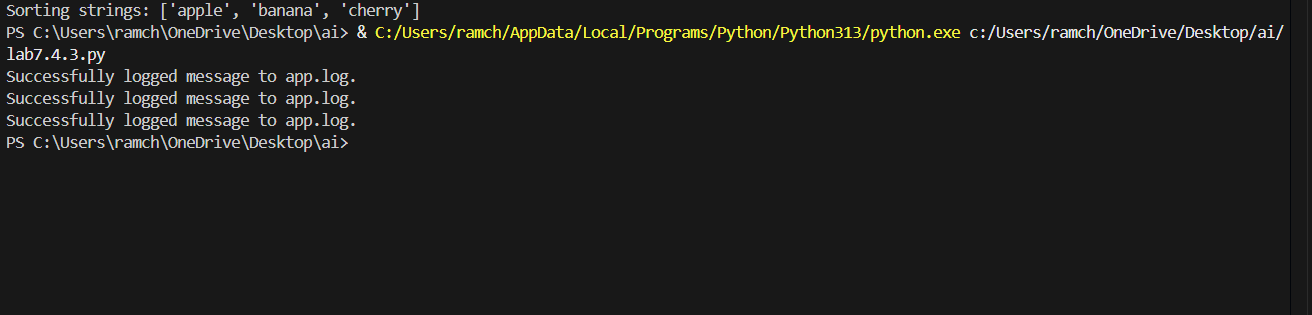 Sorting strings: ['apple', 'banana', 'cherry']
PS C:\Users\ramch\OneDrive\Desktop\ai> & C:/Users/ramch/AppData/Local/Programs/Python/Python313/python.exe c:/Users/ramch/OneDrive/Desktop/ai/
lab7.4.3.py
Successfully logged message to app.log.
Successfully logged message to app.log.
Successfully logged message to app.log.
PS C:\Users\ramch\OneDrive\Desktop\ai>